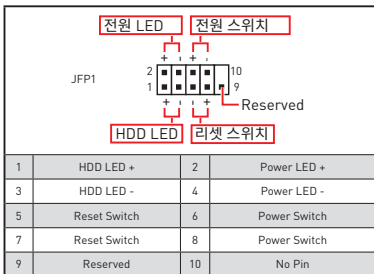 전원 LED 전원 스위치
+ - + -
JFP1
2 10
1 9
+ - - +
Reserved
HDD LED 리셋 스위치
1 HDD LED + 2 Power LED +
3 HDD LED - 4 Power LED -
5 Reset Switch 6 Power Switch
7 Reset Switch 8 Power Switch
9 Reserved 10 No Pin